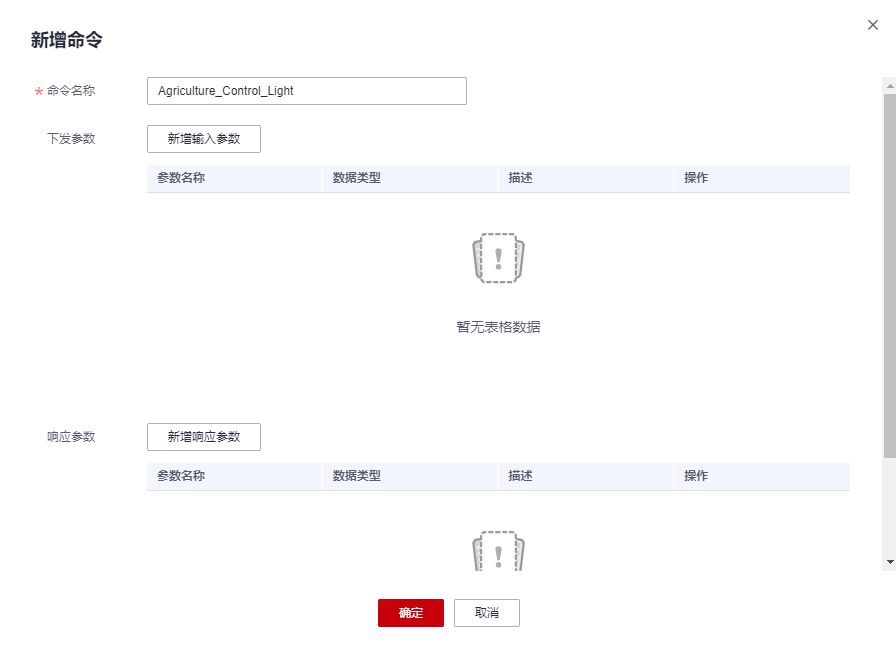 新增命令
* 命令名称 Agriculture_Control_Light
下发参数 新增输入参数
参数名称 数据类型 描述 操作
暂无表格数据
响应参数 新增响应参数
参数名称 数据类型 描述 操作
确定 取消